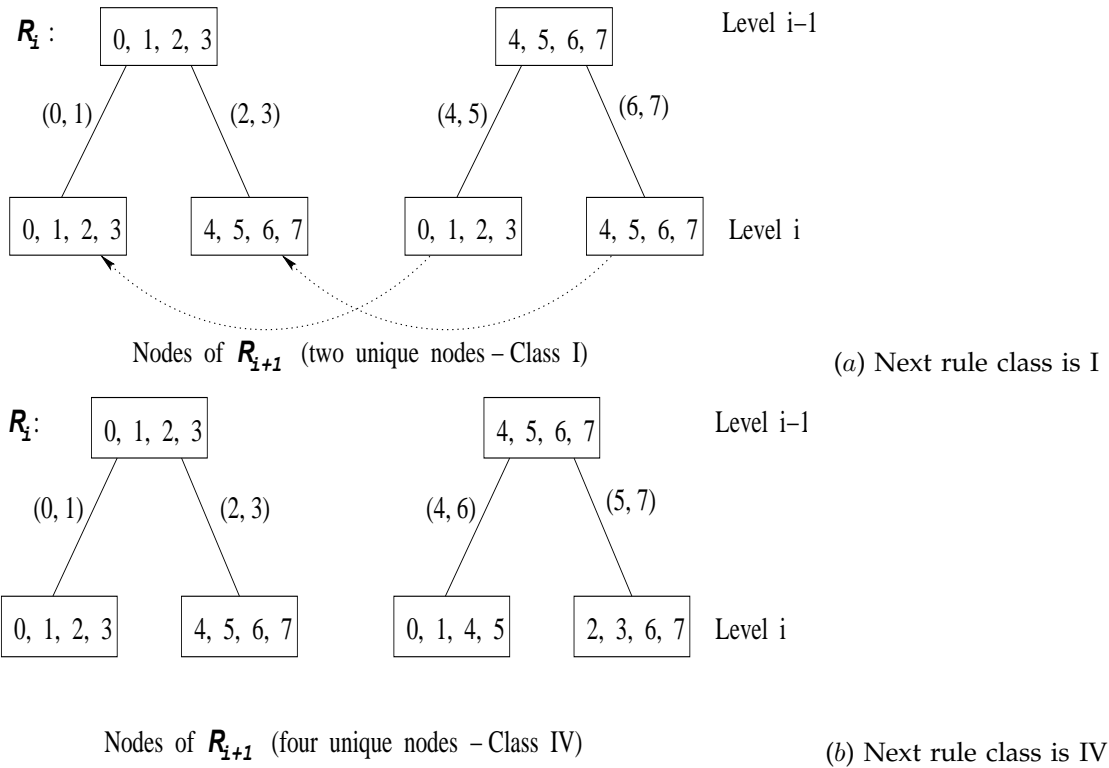 R_i :
0, 1, 2, 3
4, 5, 6, 7
Level i–1
(0, 1)
(2, 3)
(4, 5)
(6, 7)
0, 1, 2, 3
4, 5, 6, 7
0, 1, 2, 3
4, 5, 6, 7
Level i
Nodes of R_{i+1} (two unique nodes – Class I)
(a) Next rule class is I
R_i:
0, 1, 2, 3
4, 5, 6, 7
Level i–1
(0, 1)
(2, 3)
(4, 6)
(5, 7)
0, 1, 2, 3
4, 5, 6, 7
0, 1, 4, 5
2, 3, 6, 7
Level i
Nodes of R_{i+1} (four unique nodes – Class IV)
(b) Next rule class is IV